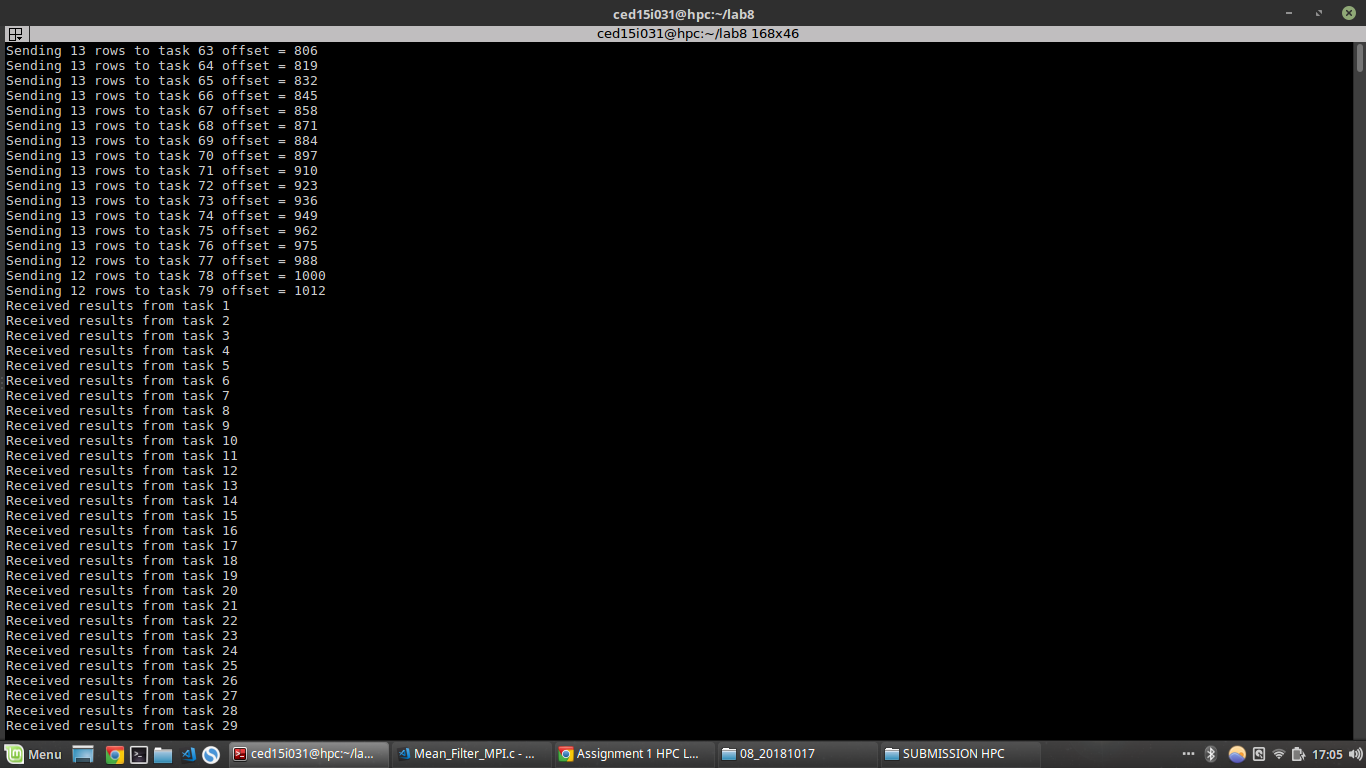 ced15i031@hpc:~/lab8
ced15i031@hpc:~/lab8 168x46
Sending 13 rows to task 63 offset = 806
Sending 13 rows to task 64 offset = 819
Sending 13 rows to task 65 offset = 832
Sending 13 rows to task 66 offset = 845
Sending 13 rows to task 67 offset = 858
Sending 13 rows to task 68 offset = 871
Sending 13 rows to task 69 offset = 884
Sending 13 rows to task 70 offset = 897
Sending 13 rows to task 71 offset = 910
Sending 13 rows to task 72 offset = 923
Sending 13 rows to task 73 offset = 936
Sending 13 rows to task 74 offset = 949
Sending 13 rows to task 75 offset = 962
Sending 13 rows to task 76 offset = 975
Sending 12 rows to task 77 offset = 988
Sending 12 rows to task 78 offset = 1000
Sending 12 rows to task 79 offset = 1012
Received results from task 1
Received results from task 2
Received results from task 3
Received results from task 4
Received results from task 5
Received results from task 6
Received results from task 7
Received results from task 8
Received results from task 9
Received results from task 10
Received results from task 11
Received results from task 12
Received results from task 13
Received results from task 14
Received results from task 15
Received results from task 16
Received results from task 17
Received results from task 18
Received results from task 19
Received results from task 20
Received results from task 21
Received results from task 22
Received results from task 23
Received results from task 24
Received results from task 25
Received results from task 26
Received results from task 27
Received results from task 28
Received results from task 29
Menu ced15i031@hpc:~/la... Mean_Filter_MPI.c - ... Assignment 1 HPC L... 08_20181017 SUBMISSION HPC 17:05